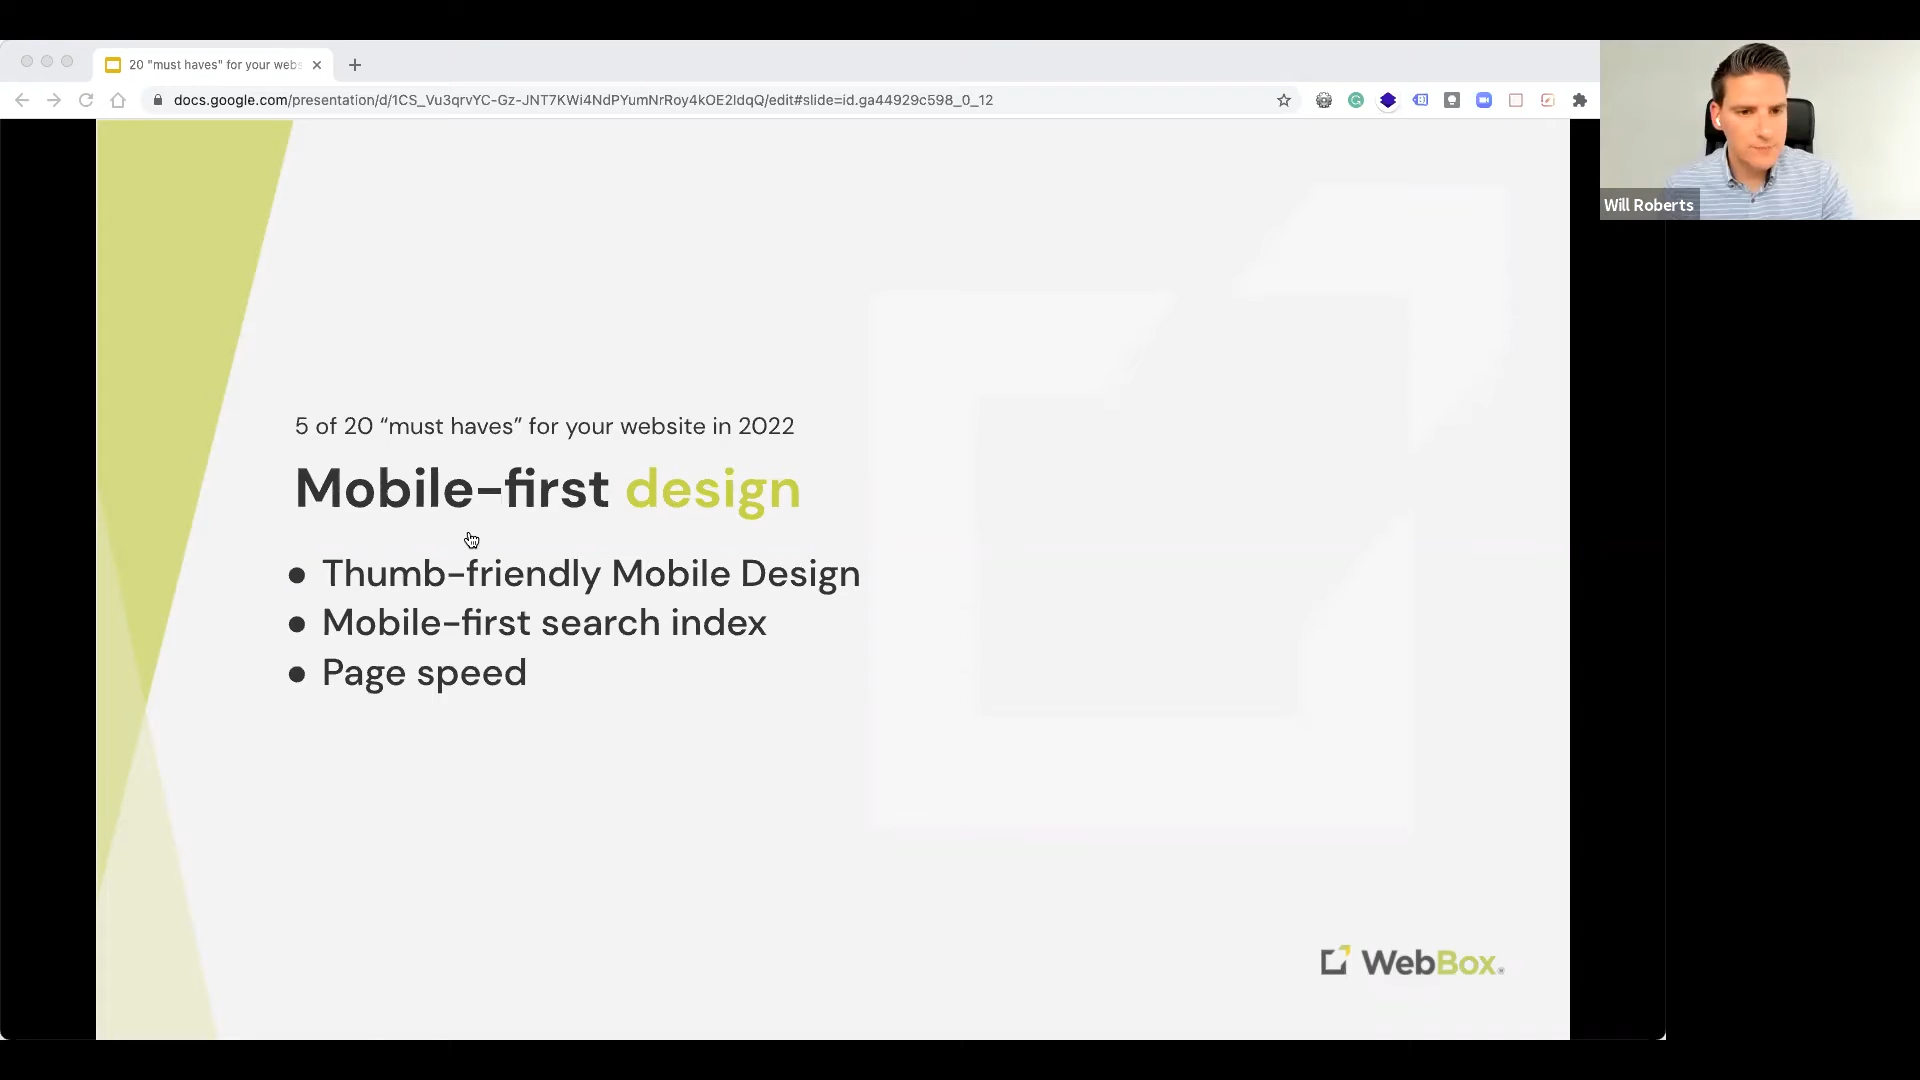 20 "must haves" for your webs
docs.google.com/presentation/d/1CS_Vu3qrvYC-Gz-JNT7KWi4NdPYumNrRoy4kOE2ldqQ/edit#slide=id.ga44929c598_0_12
Will Roberts
5 of 20 “must haves” for your website in 2022
Mobile-first design
● Thumb-friendly Mobile Design
● Mobile-first search index
● Page speed
WebBox®